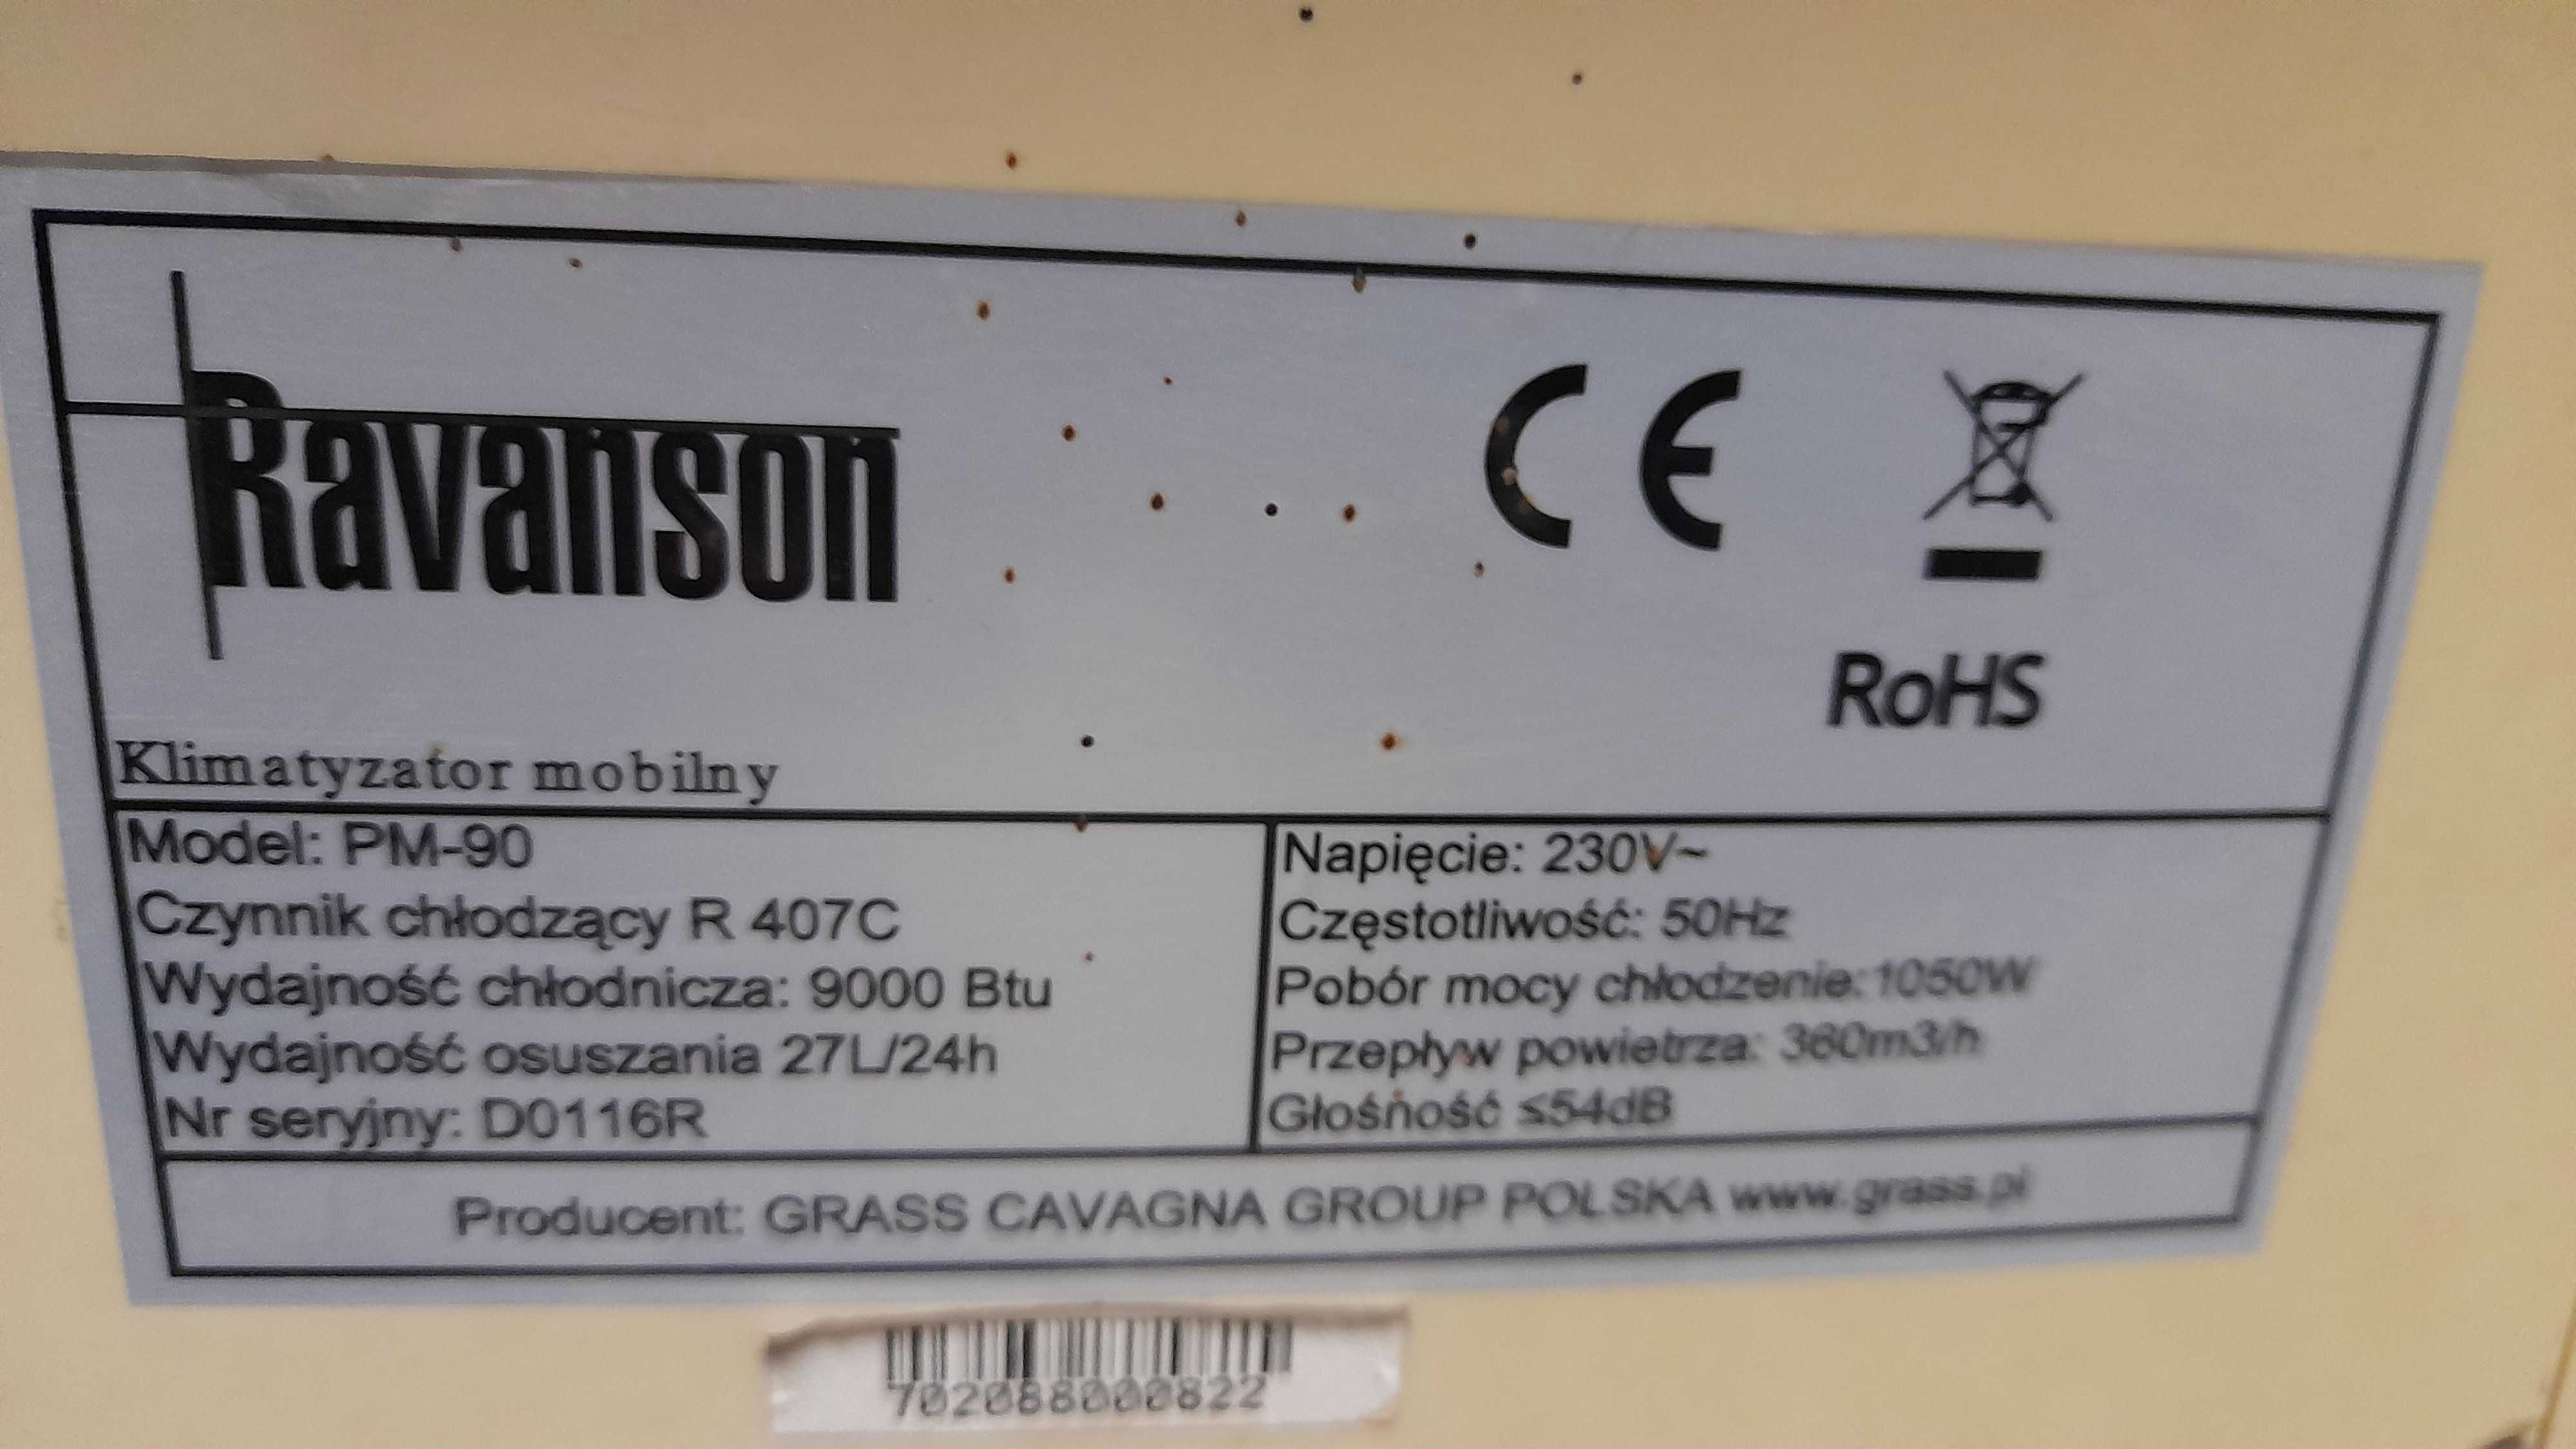 Ravanson
CE
RoHS
Klimatyzator mobilny
Model: PM-90
Czynnik chłodzący R 407C
Wydajność chłodnicza: 9000 Btu
Wydajność osuszania 27L/24h
Nr seryjny: D0116R
Napięcie: 230V~
Częstotliwość: 50Hz
Pobór mocy chłodzenie:1050W
Przepływ powietrza: 360m3/h
Głośność ≤54dB
Producent: GRASS CAVAGNA GROUP POLSKA www.grass.pl
702088000822